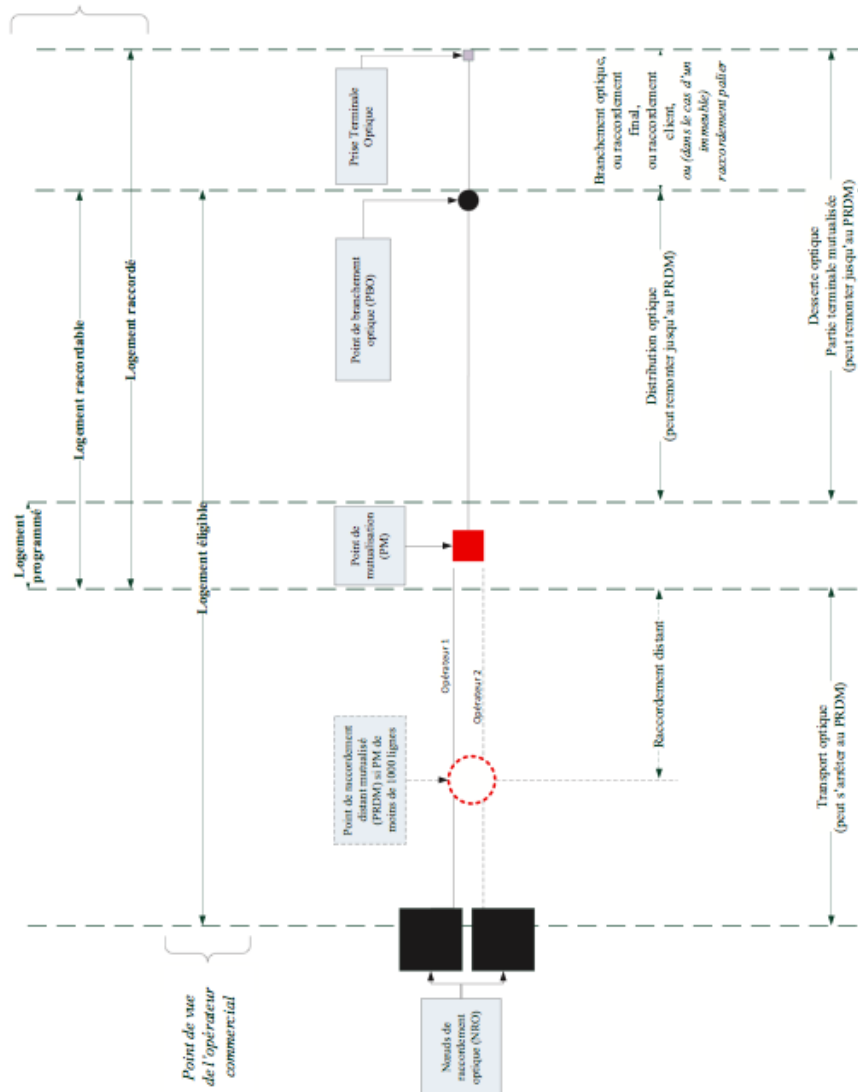 Logement
programmé
Logement raccordable
Logement raccordé
Logement éligible
Point de vue
de l'opérateur
commercial
Nœuds de
raccordement
optique (NRO)
Point de raccordement
distant mutualisé
(PRDM) si PM de
moins de 1000 lignes
Point de
mutualisation
(PM)
Point de branchement
optique (PBO)
Prise Terminale
Optique
Opérateur 1
Opérateur 2
Raccordement distant
Distribution optique
(peut remonter jusqu'au PRDM)
Branchement optique,
ou raccordement
final,
ou raccordement
client,
ou (dans le cas d'un
immeuble)
raccordement palier
Transport optique
(peut s'arrêter au PRDM)
Desserte optique
Partie terminale mutualisée
(peut remonter jusqu'au PRDM)